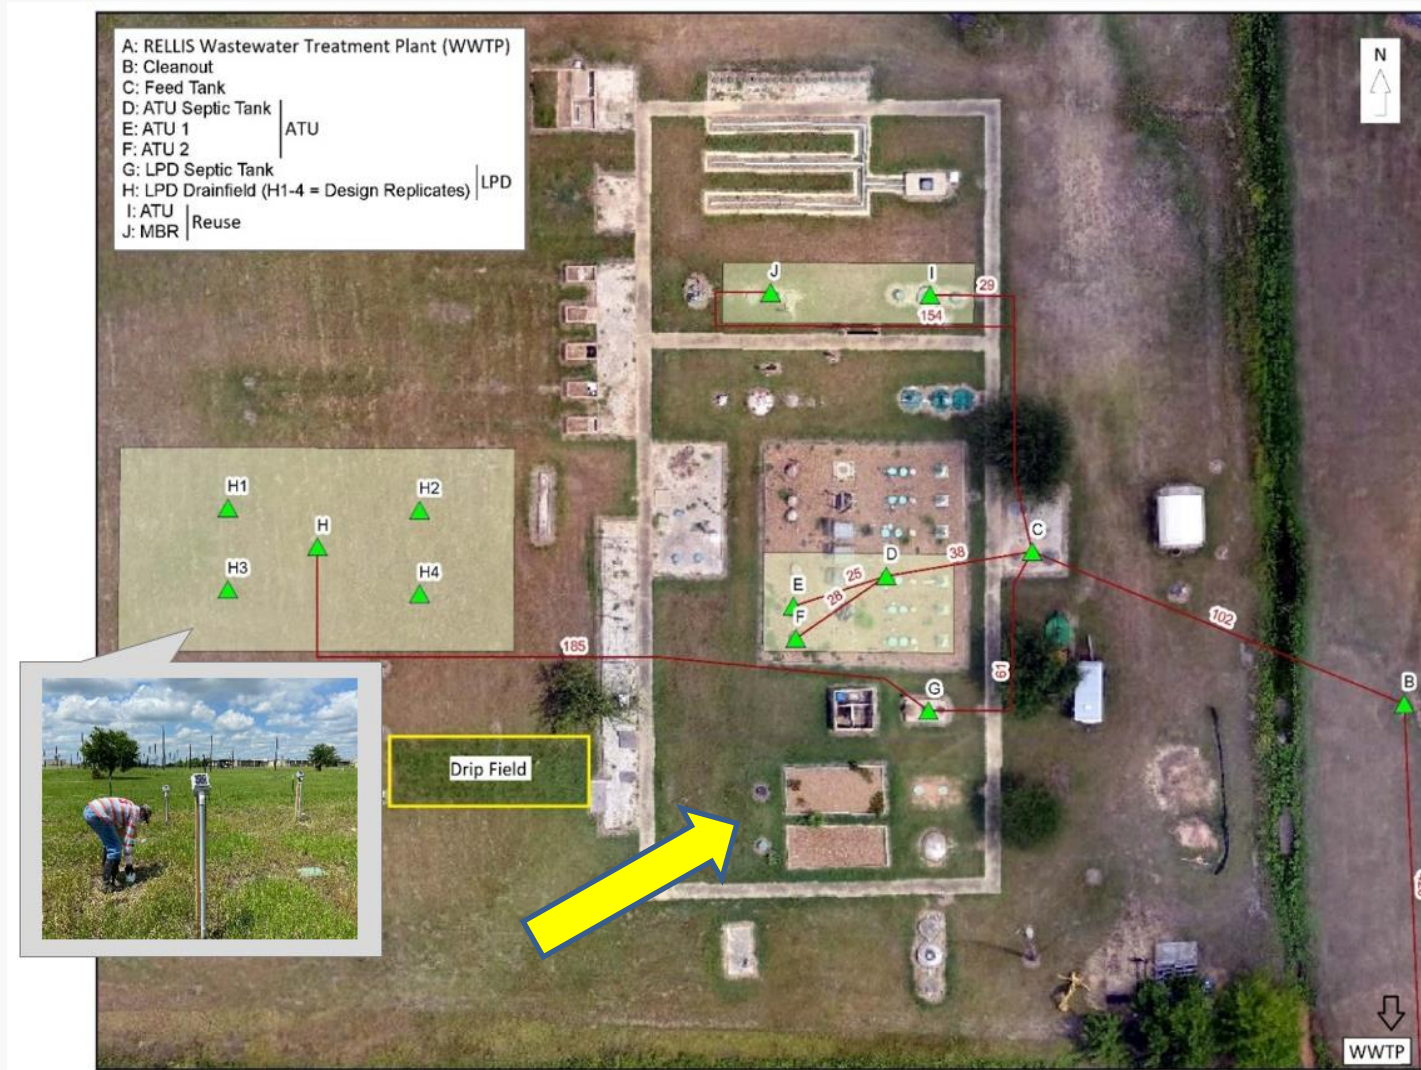 A: RELLIS Wastewater Treatment Plant (WWTP)
B: Cleanout
C: Feed Tank
D: ATU Septic Tank
E: ATU 1
F: ATU 2
ATU
G: LPD Septic Tank
H: LPD Drainfield (H1-4 = Design Replicates)
LPD
I: ATU
J: MBR
Reuse
N
J
I
29
154
H1
H2
H
H3
H4
C
D
38
25
E
28
F
102
185
61
G
B
Drip Field
WWTP